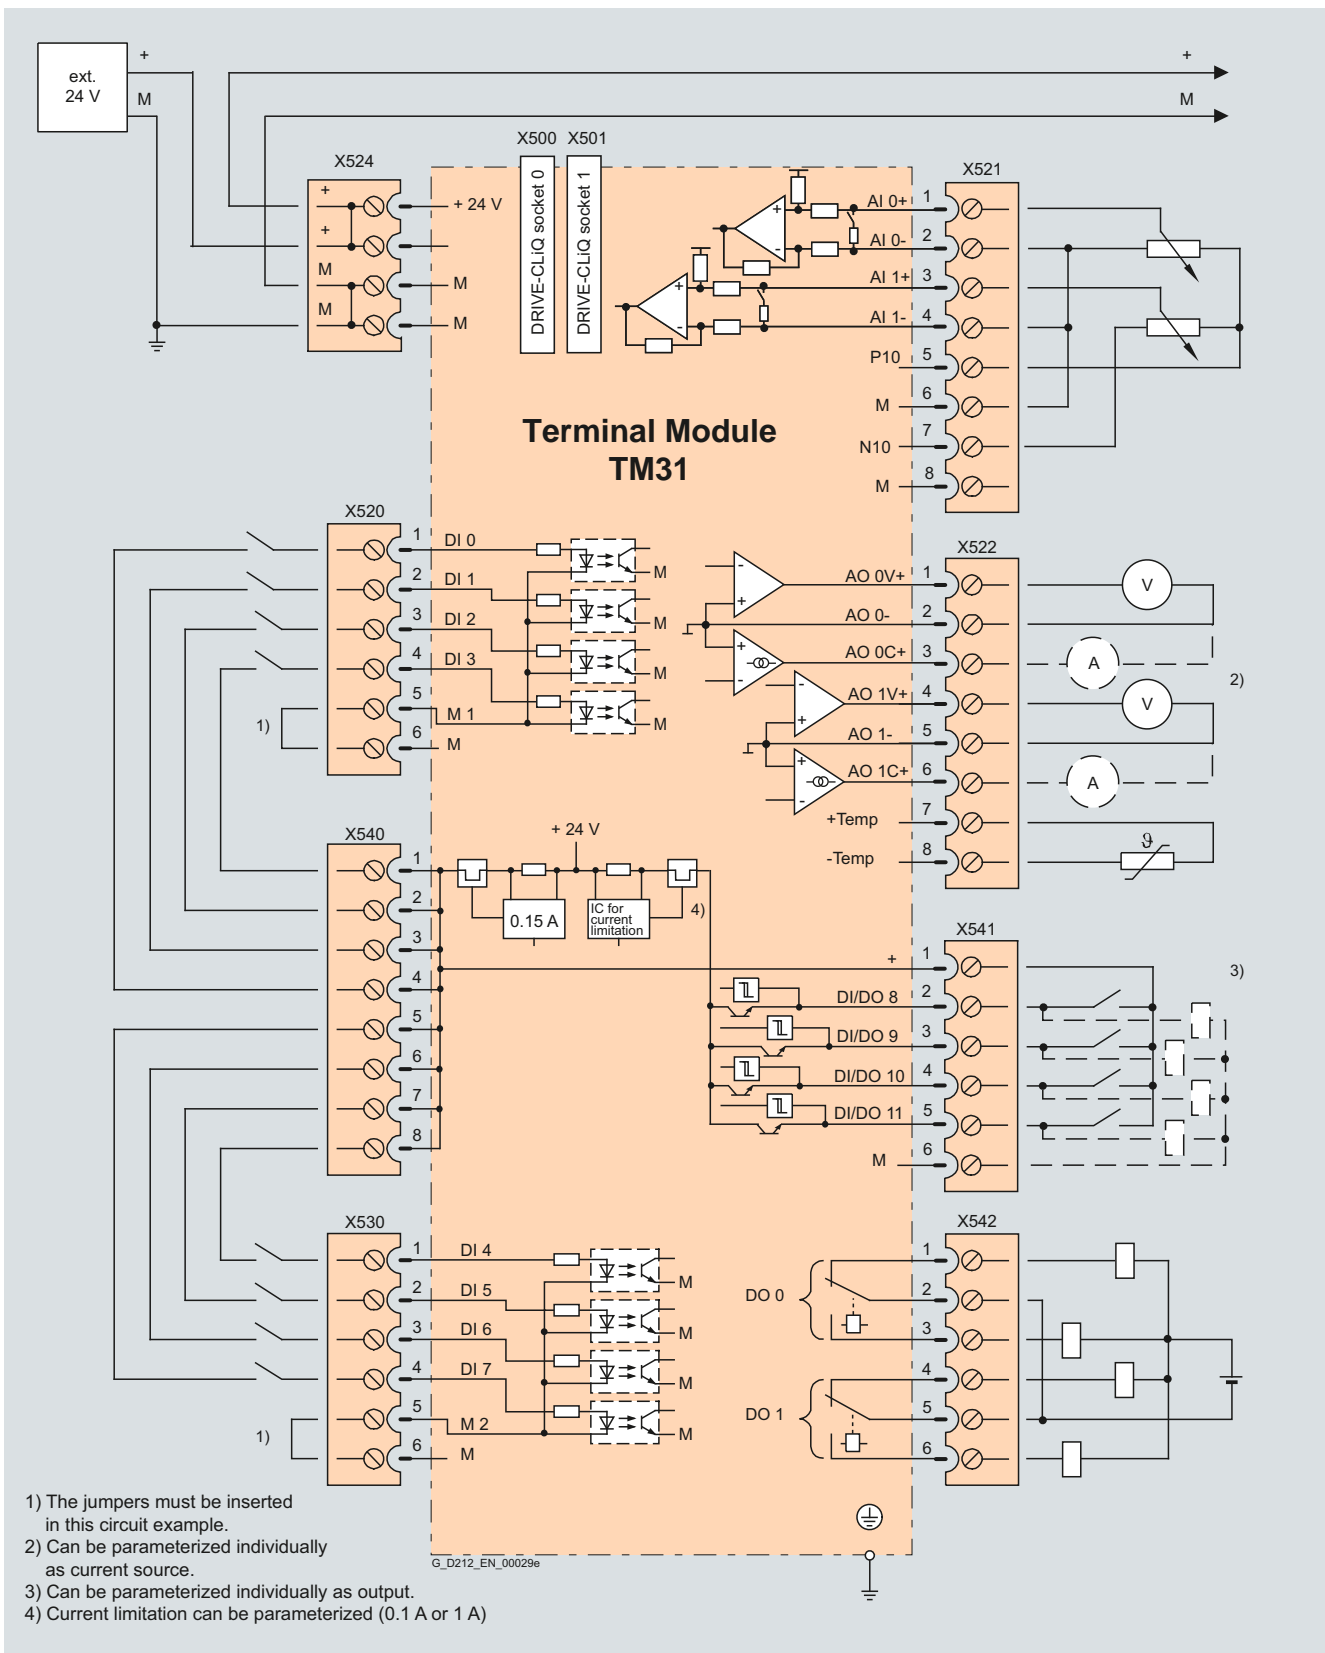 ext.
24 V
+
M
+
M
X524
+
+
M
M
+ 24 V
M
M
X500
X501
DRIVE-CLiQ socket 0
DRIVE-CLiQ socket 1
+
-
+
-
AI 0+
AI 0-
AI 1+
AI 1-
P10
M
N10
M
X521
1
2
3
4
5
6
7
8
Terminal Module
TM31
X520
1
2
3
4
5
6
DI 0
DI 1
DI 2
DI 3
M 1
M
M
M
M
M
1)
X522
-
+
+
-
-
+
+
-
AO 0V+
AO 0-
AO 0C+
AO 1V+
AO 1-
AO 1C+
+Temp
-Temp
1
2
3
4
5
6
7
8
V
A
V
A
ϑ
2)
X540
1
2
3
4
5
6
7
8
+ 24 V
0.15 A
IC for
current
limitation
4)
X541
+
DI/DO 8
DI/DO 9
DI/DO 10
DI/DO 11
M
1
2
3
4
5
6
3)
X530
1
2
3
4
5
6
DI 4
DI 5
DI 6
DI 7
M 2
M
M
M
M
M
1)
X542
DO 0
DO 1
1
2
3
4
5
6
1) The jumpers must be inserted
in this circuit example.
2) Can be parameterized individually
as current source.
3) Can be parameterized individually as output.
4) Current limitation can be parameterized (0.1 A or 1 A)
G_D212_EN_00029e